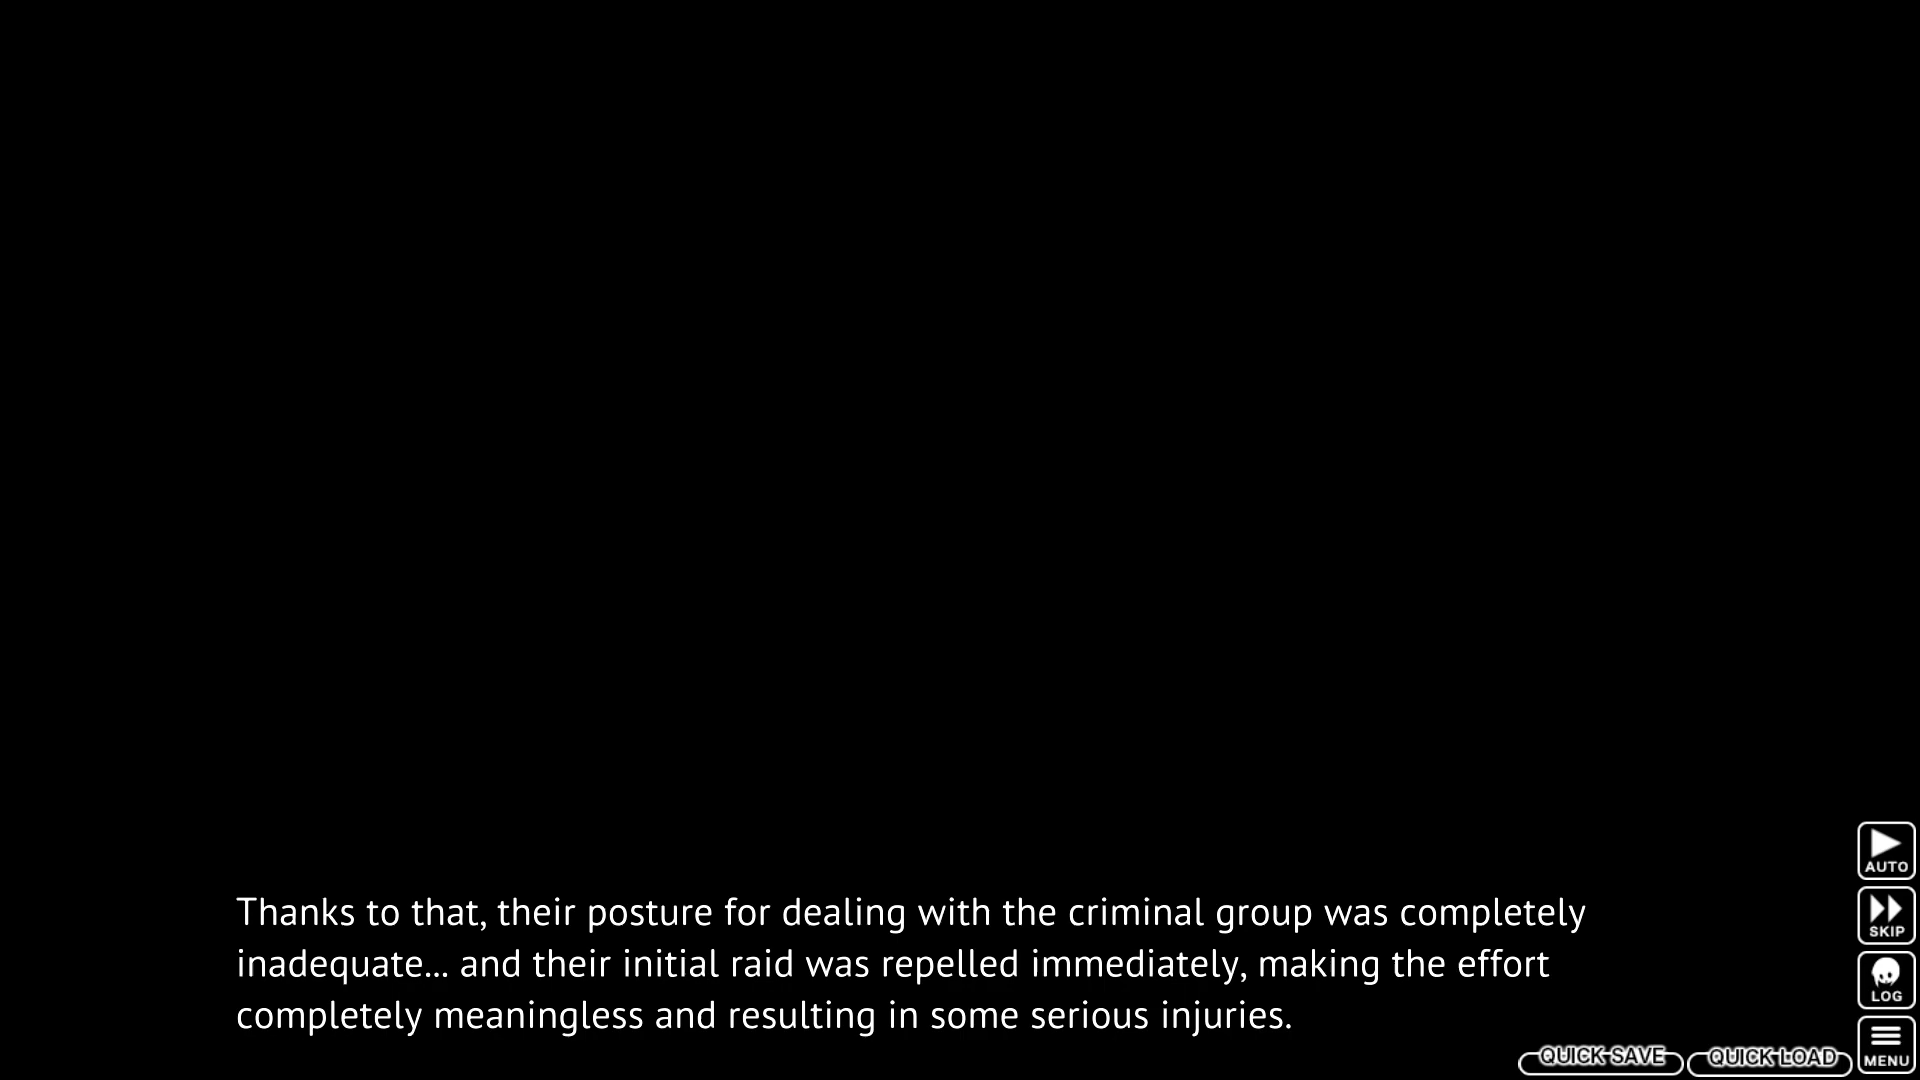 Thanks to that, their posture for dealing with the criminal group was completely
inadequate... and their initial raid was repelled immediately, making the effort
completely meaningless and resulting in some serious injuries.
AUTO
SKIP
LOG
MENU
QUICK SAVE
QUICK LOAD